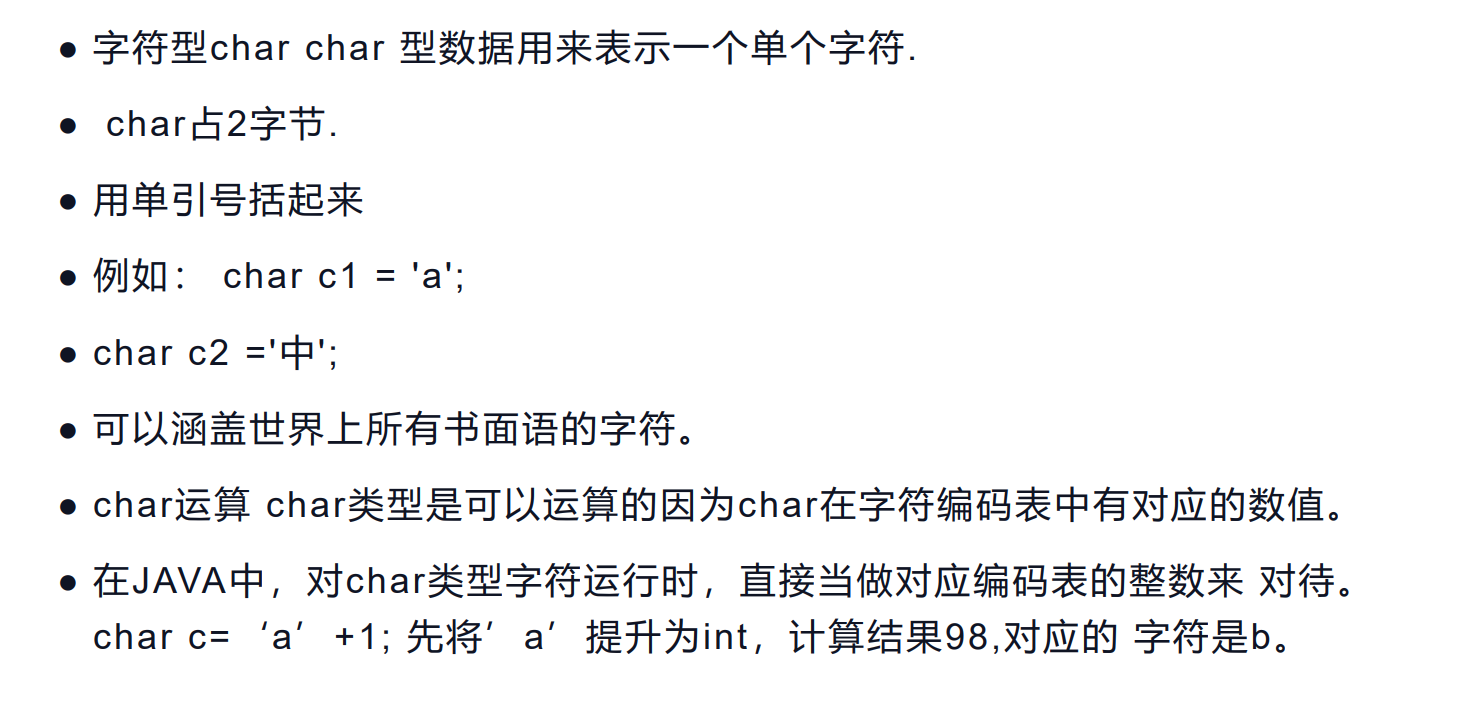 ● 字符型char char 型数据用来表示一个单个字符.
● char占2字节.
● 用单引号括起来
● 例如： char c1 = 'a';
● char c2 ='中';
● 可以涵盖世界上所有书面语的字符。
● char运算 char类型是可以运算的因为char在字符编码表中有对应的数值。
● 在JAVA中，对char类型字符运行时，直接当做对应编码表的整数来 对待。
char c=‘a’+1; 先将’a’提升为int，计算结果98,对应的 字符是b。